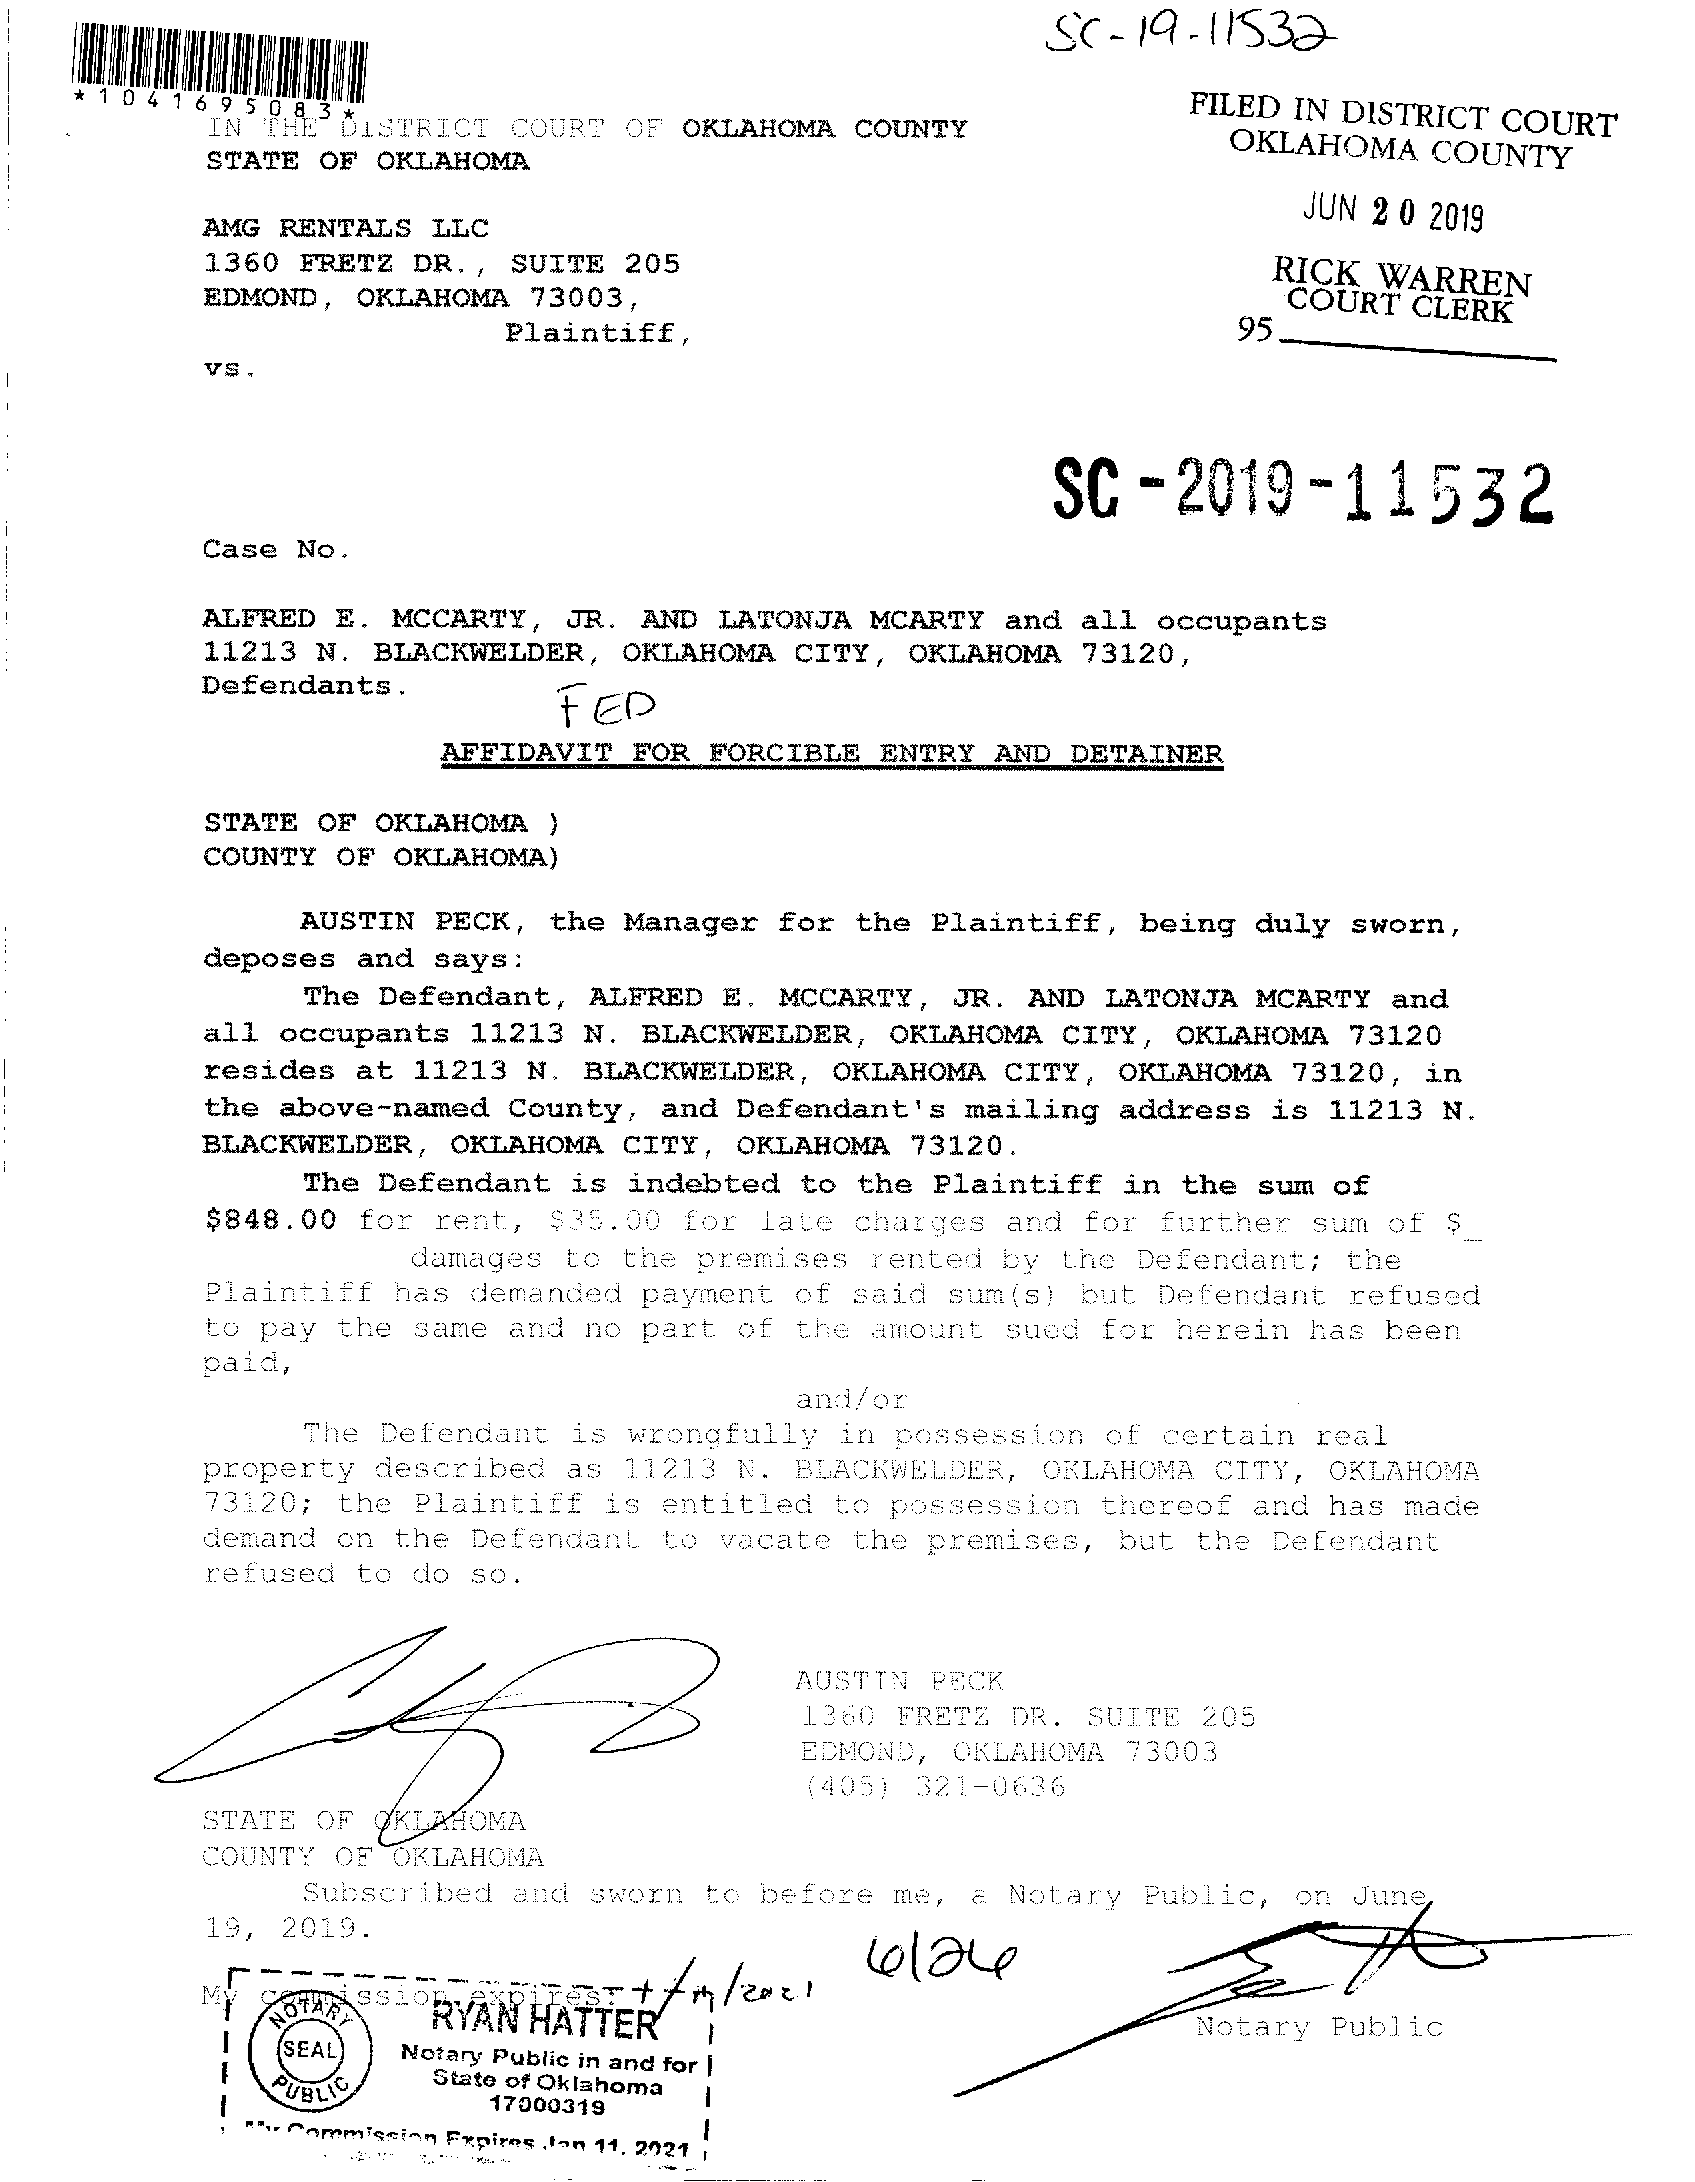 SC-19-11532
*1041695083*
FILED IN DISTRICT COURT
OKLAHOMA COUNTY
JUN 20 2019
RICK WARREN
COURT CLERK
95
IN THE DISTRICT COURT OF OKLAHOMA COUNTY
STATE OF OKLAHOMA
AMG RENTALS LLC
1360 FRETZ DR., SUITE 205
EDMOND, OKLAHOMA 73003,
Plaintiff,
vs.
SC-2019-11532
Case No.
ALFRED E. MCCARTY, JR. AND LATONJA MCARTY and all occupants
11213 N. BLACKWELDER, OKLAHOMA CITY, OKLAHOMA 73120,
Defendants.
FED
AFFIDAVIT FOR FORCIBLE ENTRY AND DETAINER
STATE OF OKLAHOMA )
COUNTY OF OKLAHOMA)
AUSTIN PECK, the Manager for the Plaintiff, being duly sworn,
deposes and says:
The Defendant, ALFRED E. MCCARTY, JR. AND LATONJA MCARTY and
all occupants 11213 N. BLACKWELDER, OKLAHOMA CITY, OKLAHOMA 73120
resides at 11213 N. BLACKWELDER, OKLAHOMA CITY, OKLAHOMA 73120, in
the above-named County, and Defendant's mailing address is 11213 N.
BLACKWELDER, OKLAHOMA CITY, OKLAHOMA 73120.
The Defendant is indebted to the Plaintiff in the sum of
$848.00 for rent, $35.00 for late charges and for further sum of $_
damages to the premises rented by the Defendant; the
Plaintiff has demanded payment of said sum(s) but Defendant refused
to pay the same and no part of the amount sued for herein has been
paid,
and/or
The Defendant is wrongfully in possession of certain real
property described as 11213 N. BLACKWELDER, OKLAHOMA CITY, OKLAHOMA
73120; the Plaintiff is entitled to possession thereof and has made
demand on the Defendant to vacate the premises, but the Defendant
refused to do so.
AUSTIN PECK
1360 FRETZ DR. SUITE 205
EDMOND, OKLAHOMA 73003
(405) 321-0636
STATE OF OKLAHOMA
COUNTY OF OKLAHOMA
Subscribed and sworn to before me, a Notary Public, on June
19, 2019.
6/26
My commission expires: /2021
Notary Public
NOTARY
SEAL
PUBLIC
RYAN HATTER
Notary Public in and for
State of Oklahoma
17000319
My Commission Expires Jan 11, 2021